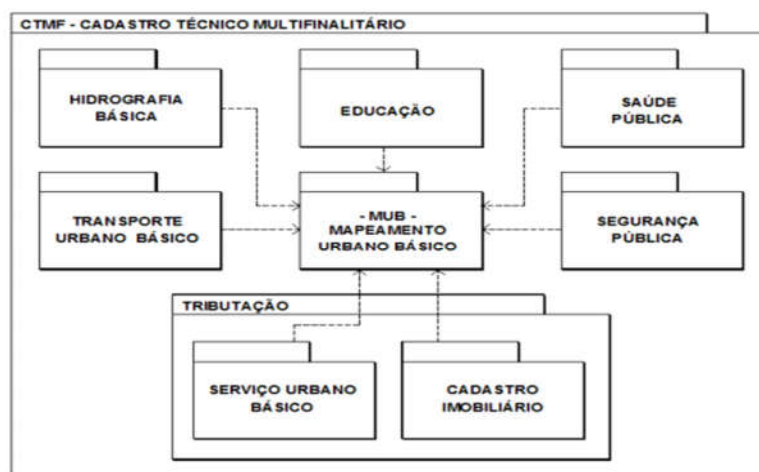 CTMF - CADASTRO TÉCNICO MULTIFINALITÁRIO
HIDROGRAFIA
BÁSICA
EDUCAÇÃO
SAÚDE
PÚBLICA
TRANSPORTE
URBANO BÁSICO
- MUB -
MAPEAMENTO
URBANO BÁSICO
SEGURANÇA
PÚBLICA
TRIBUTAÇÃO
SERVIÇO URBANO
BÁSICO
CADASTRO
IMOBILIÁRIO